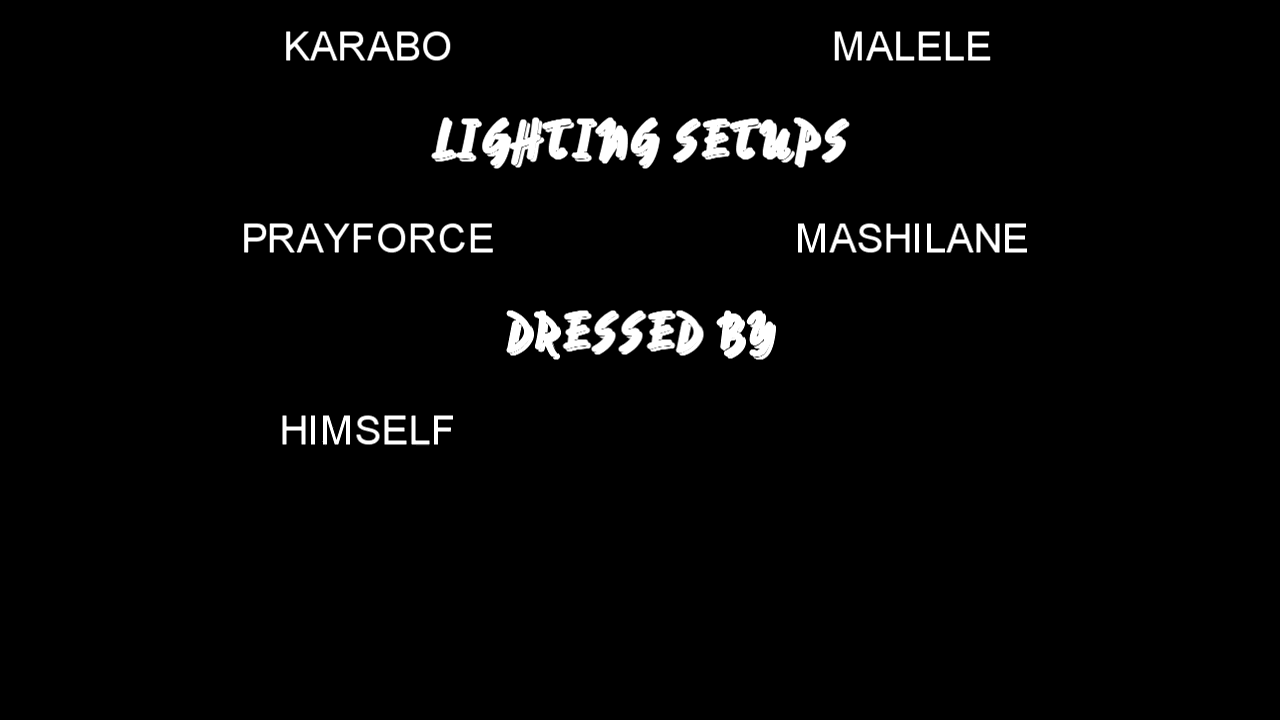 KARABO MALELE
LIGHTING SETUPS
PRAYFORCE MASHILANE
DRESSED BY
HIMSELF